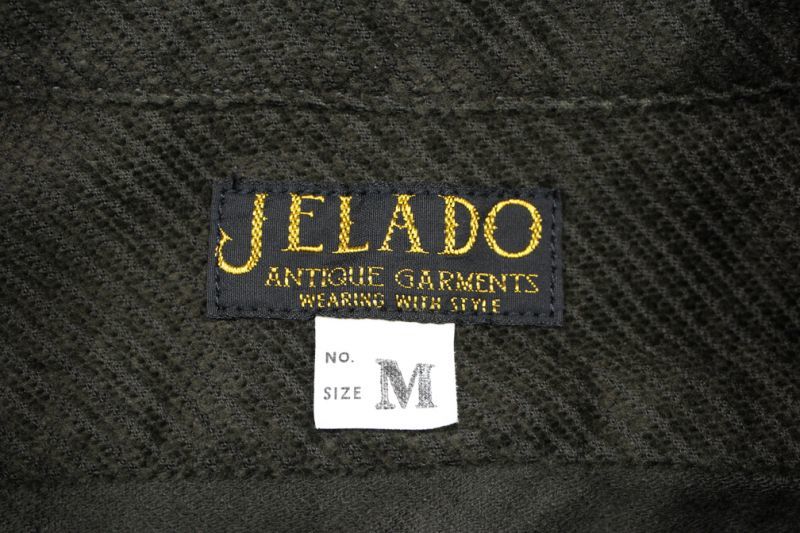 JELADO
ANTIQUE GARMENTS
WEARING WITH STYLE
NO.
SIZE M